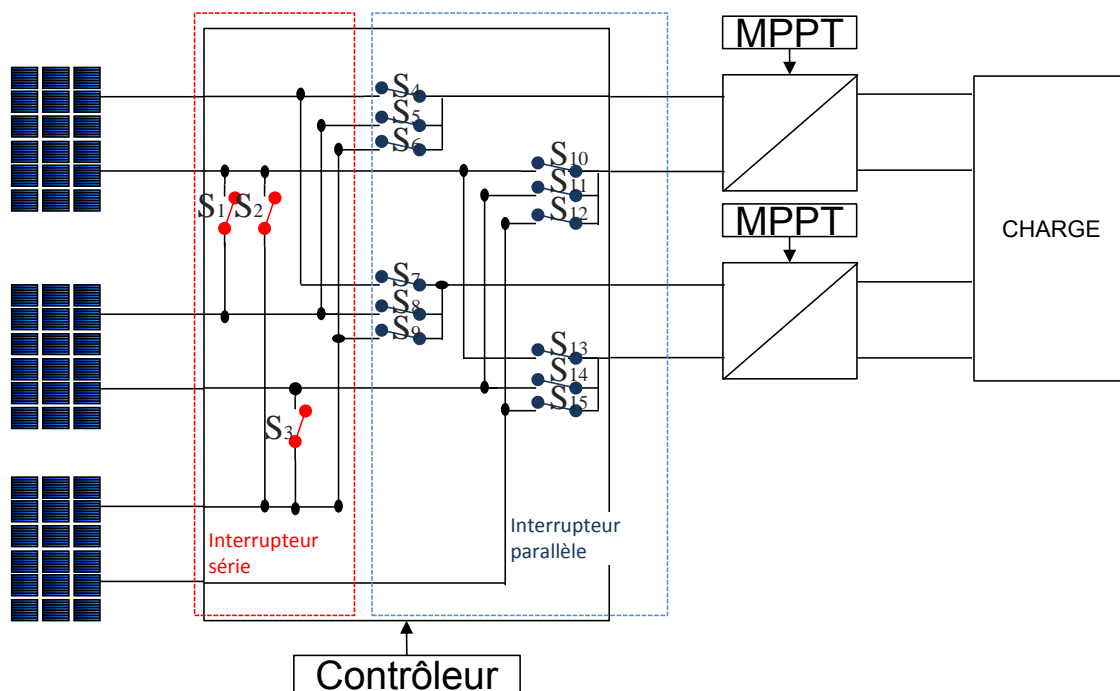 MPPT
S4
S5
S6
S10
S11
S12
S1 S2
MPPT
CHARGE
S7
S8
S9
S13
S14
S15
S3
Interrupteur
série
Interrupteur
parallèle
Contrôleur